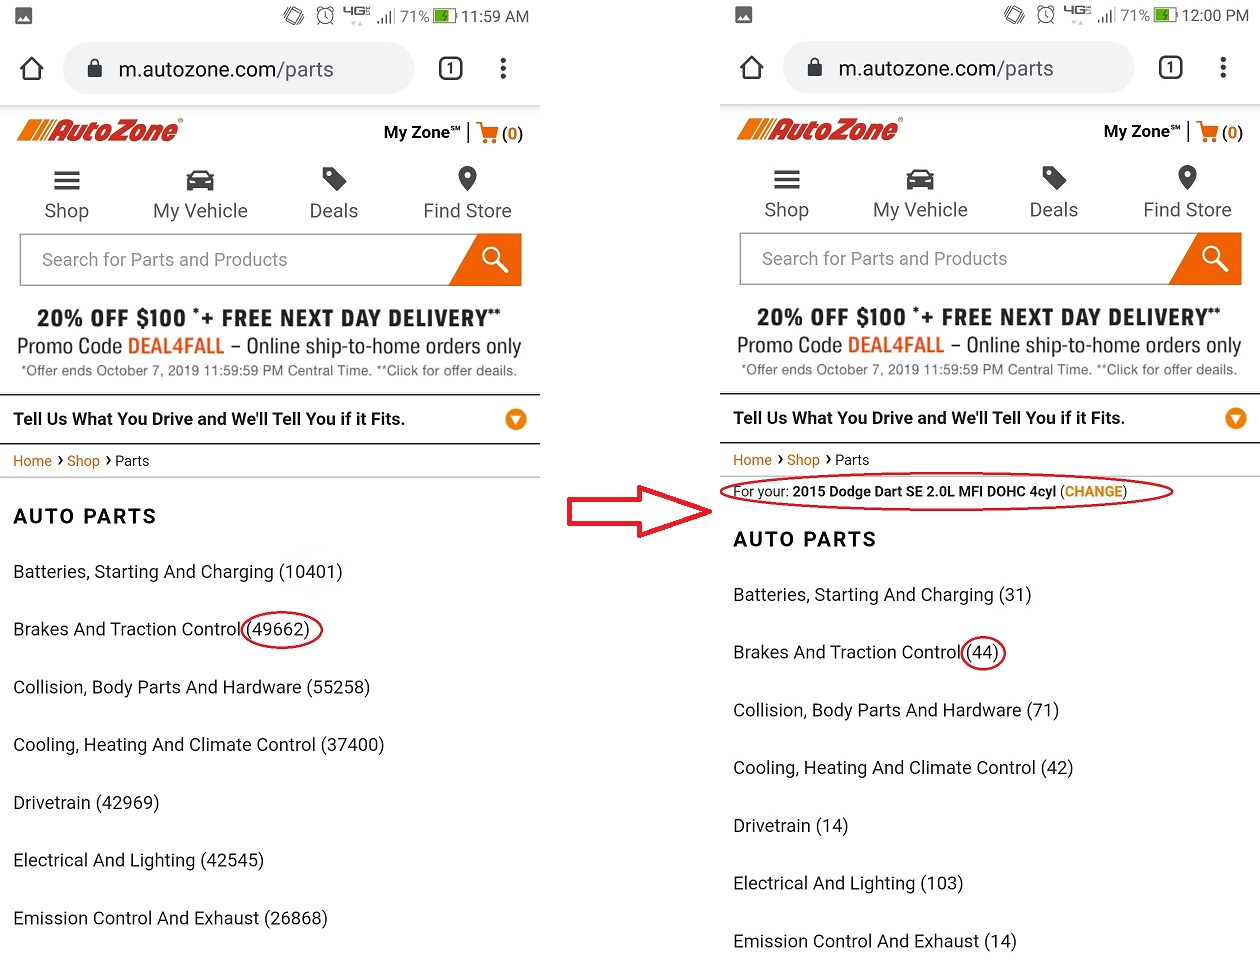 71% 11:59 AM
m.autozone.com/parts
1
AutoZone
My Zone℠ | (0)
Shop
My Vehicle
Deals
Find Store
Search for Parts and Products
20% OFF $100 *+ FREE NEXT DAY DELIVERY**
Promo Code DEAL4FALL – Online ship-to-home orders only
*Offer ends October 7, 2019 11:59:59 PM Central Time. **Click for offer deails.
Tell Us What You Drive and We'll Tell You if it Fits.
Home › Shop › Parts
AUTO PARTS
Batteries, Starting And Charging (10401)
Brakes And Traction Control (49662)
Collision, Body Parts And Hardware (55258)
Cooling, Heating And Climate Control (37400)
Drivetrain (42969)
Electrical And Lighting (42545)
Emission Control And Exhaust (26868)
4G 71% 12:00 PM
m.autozone.com/parts
1
AutoZone
My Zone℠ | (0)
Shop
My Vehicle
Deals
Find Store
Search for Parts and Products
20% OFF $100 *+ FREE NEXT DAY DELIVERY**
Promo Code DEAL4FALL – Online ship-to-home orders only
*Offer ends October 7, 2019 11:59:59 PM Central Time. **Click for offer deails.
Tell Us What You Drive and We'll Tell You if it Fits.
Home › Shop › Parts
For your: 2015 Dodge Dart SE 2.0L MFI DOHC 4cyl (CHANGE)
AUTO PARTS
Batteries, Starting And Charging (31)
Brakes And Traction Control (44)
Collision, Body Parts And Hardware (71)
Cooling, Heating And Climate Control (42)
Drivetrain (14)
Electrical And Lighting (103)
Emission Control And Exhaust (14)